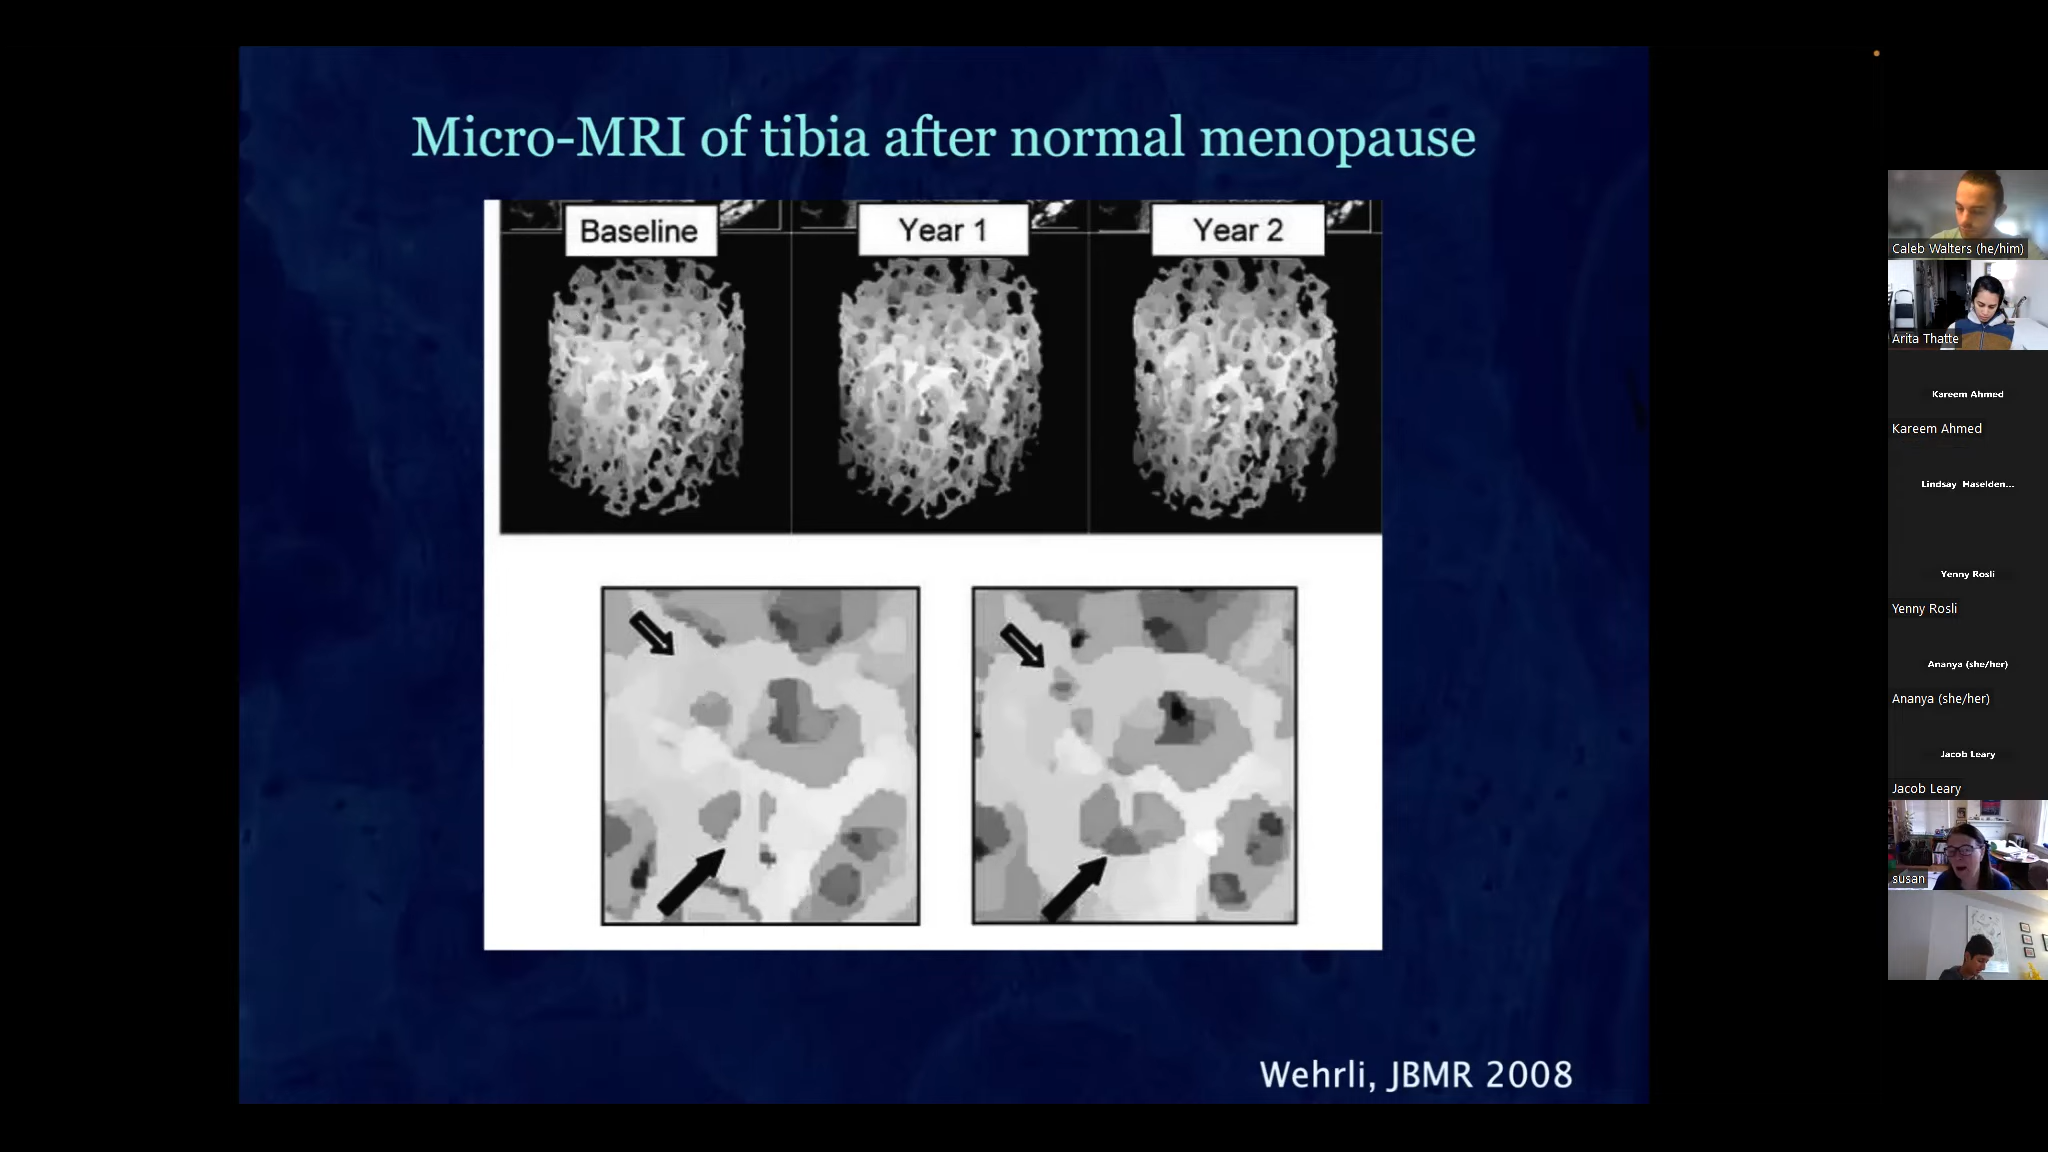 Micro-MRI of tibia after normal menopause
Baseline
Year 1
Year 2
Wehrli, JBMR 2008
Caleb Walters (he/him)
Arita Thatte
Kareem Ahmed
Kareem Ahmed
Lindsay Haselden...
Yenny Rosli
Yenny Rosli
Ananya (she/her)
Ananya (she/her)
Jacob Leary
Jacob Leary
susan